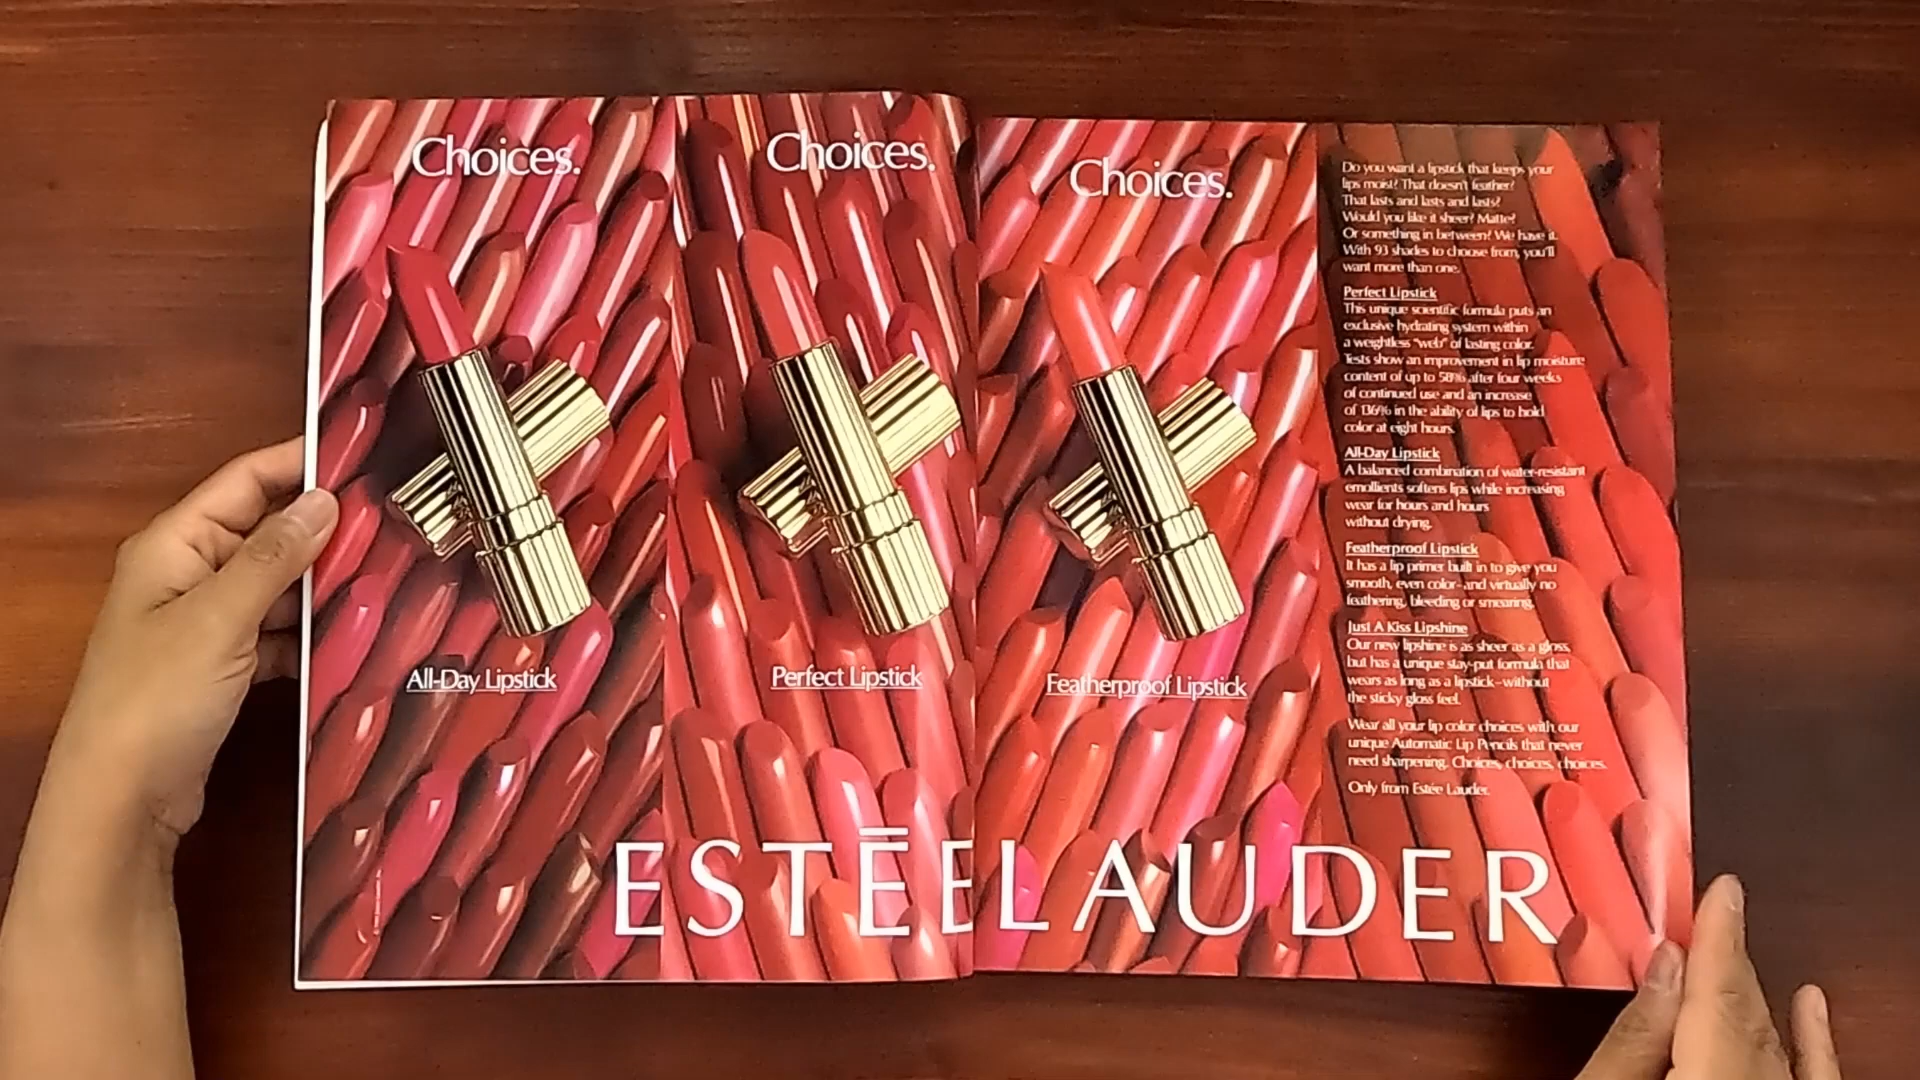 Choices.
All-Day Lipstick
Choices.
Perfect Lipstick
Choices.
Featherproof Lipstick
Do you want a lipstick that keeps your
lips moist? That doesn't feather?
That lasts and lasts and lasts?
Would you like it sheer? Matte?
Or something in between? We have it.
With 93 shades to choose from, you'll
want more than one.
Perfect Lipstick
This unique scientific formula puts an
exclusive hydrating system within
a weightless "web" of lasting color.
Tests show an improvement in lip moisture
content of up to 58% after four weeks
of continued use and an increase
of 136% in the ability of lips to hold
color at eight hours.
All-Day Lipstick
A balanced combination of water-resistant
emollients softens lips while increasing
wear for hours and hours
without drying.
Featherproof Lipstick
It has a lip primer built in to give you
smooth, even color-and virtually no
feathering, bleeding or smearing.
Just A Kiss Lipshine
Our new lipshine is as sheer as a gloss,
but has a unique stay-put formula that
wears as long as a lipstick-without
the sticky gloss feel.
Wear all your lip color choices with our
unique Automatic Lip Pencils that never
need sharpening. Choices, choices, choices.
Only from Estée Lauder.
ESTĒE LAUDER